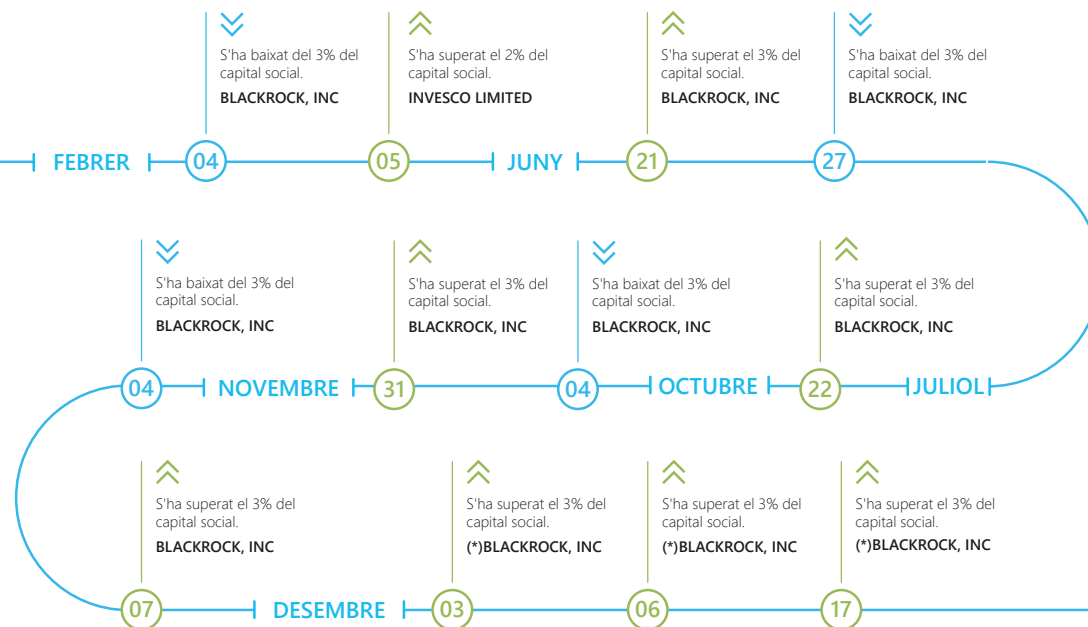 S'ha baixat del 3% del
capital social.
BLACKROCK, INC
S'ha superat el 2% del
capital social.
INVESCO LIMITED
S'ha superat el 3% del
capital social.
BLACKROCK, INC
S'ha baixat del 3% del
capital social.
BLACKROCK, INC
FEBRER 04 05 JUNY 21 27
S'ha baixat del 3% del
capital social.
BLACKROCK, INC
S'ha superat el 3% del
capital social.
BLACKROCK, INC
S'ha baixat del 3% del
capital social.
BLACKROCK, INC
S'ha superat el 3% del
capital social.
BLACKROCK, INC
04 NOVEMBRE 31 04 OCTUBRE 22 JULIOL
S'ha superat el 3% del
capital social.
BLACKROCK, INC
S'ha superat el 3% del
capital social.
(*)BLACKROCK, INC
S'ha superat el 3% del
capital social.
(*)BLACKROCK, INC
S'ha superat el 3% del
capital social.
(*)BLACKROCK, INC
07 DESEMBRE 03 06 17